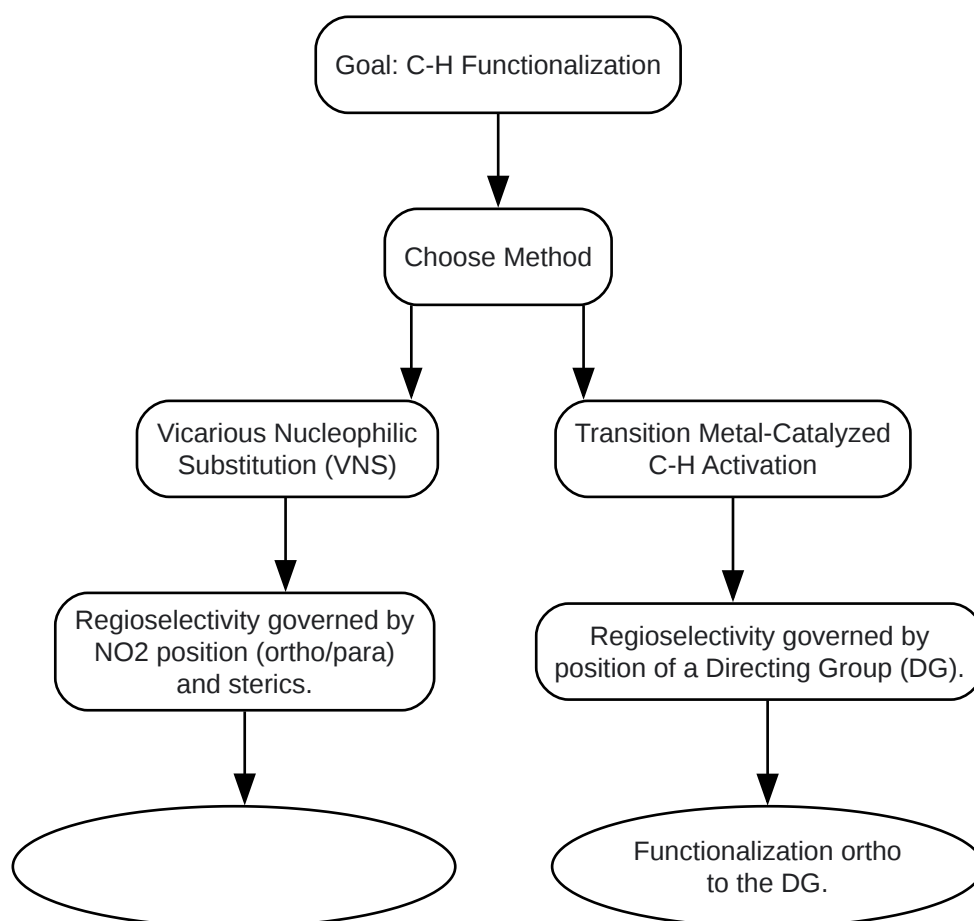 Goal: C-H Functionalization
Choose Method
Vicarious Nucleophilic
Substitution (VNS)
Transition Metal-Catalyzed
C-H Activation
Regioselectivity governed by
NO2 position (ortho/para)
and sterics.
Regioselectivity governed by
position of a Directing Group (DG).
Functionalization ortho
to the DG.